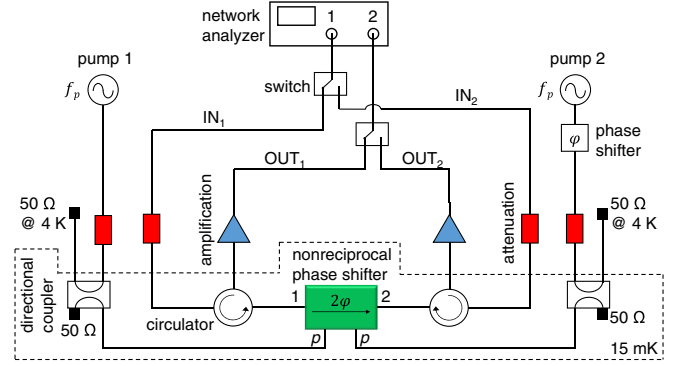 network
analyzer
1 2
pump 1
f_p
switch
pump 2
f_p
φ
phase
shifter
IN₁
IN₂
OUT₁
OUT₂
50 Ω
@ 4 K
amplification
attenuation
50 Ω
@ 4 K
directional
coupler
50 Ω
circulator
nonreciprocal
phase shifter
1
2φ
2
p
p
50 Ω
15 mK